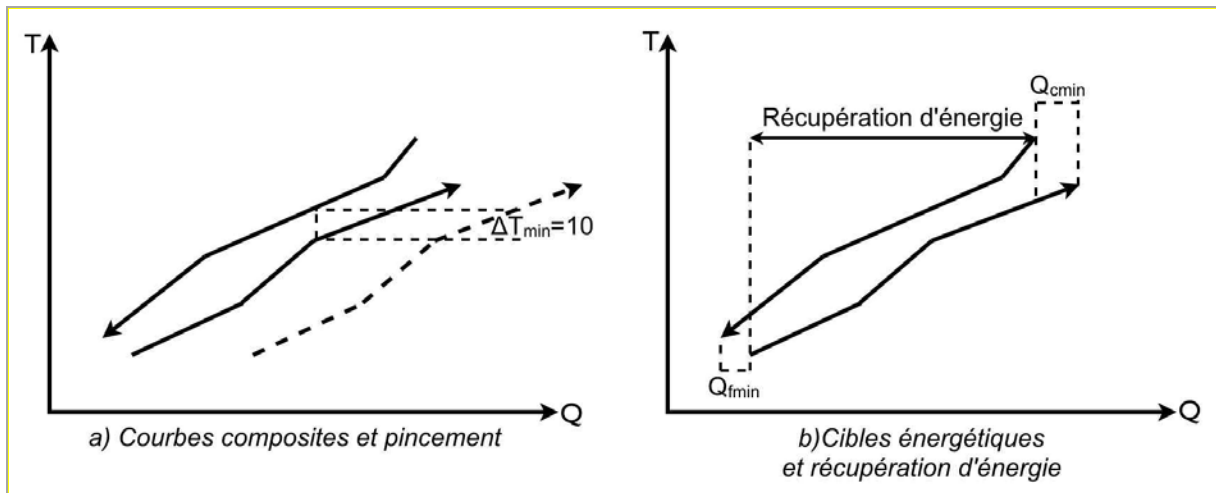 T
ΔTmin=10
Q
a) Courbes composites et pincement
T
Qcmin
Récupération d'énergie
Qfmin
Q
b)Cibles énergétiques
et récupération d'énergie